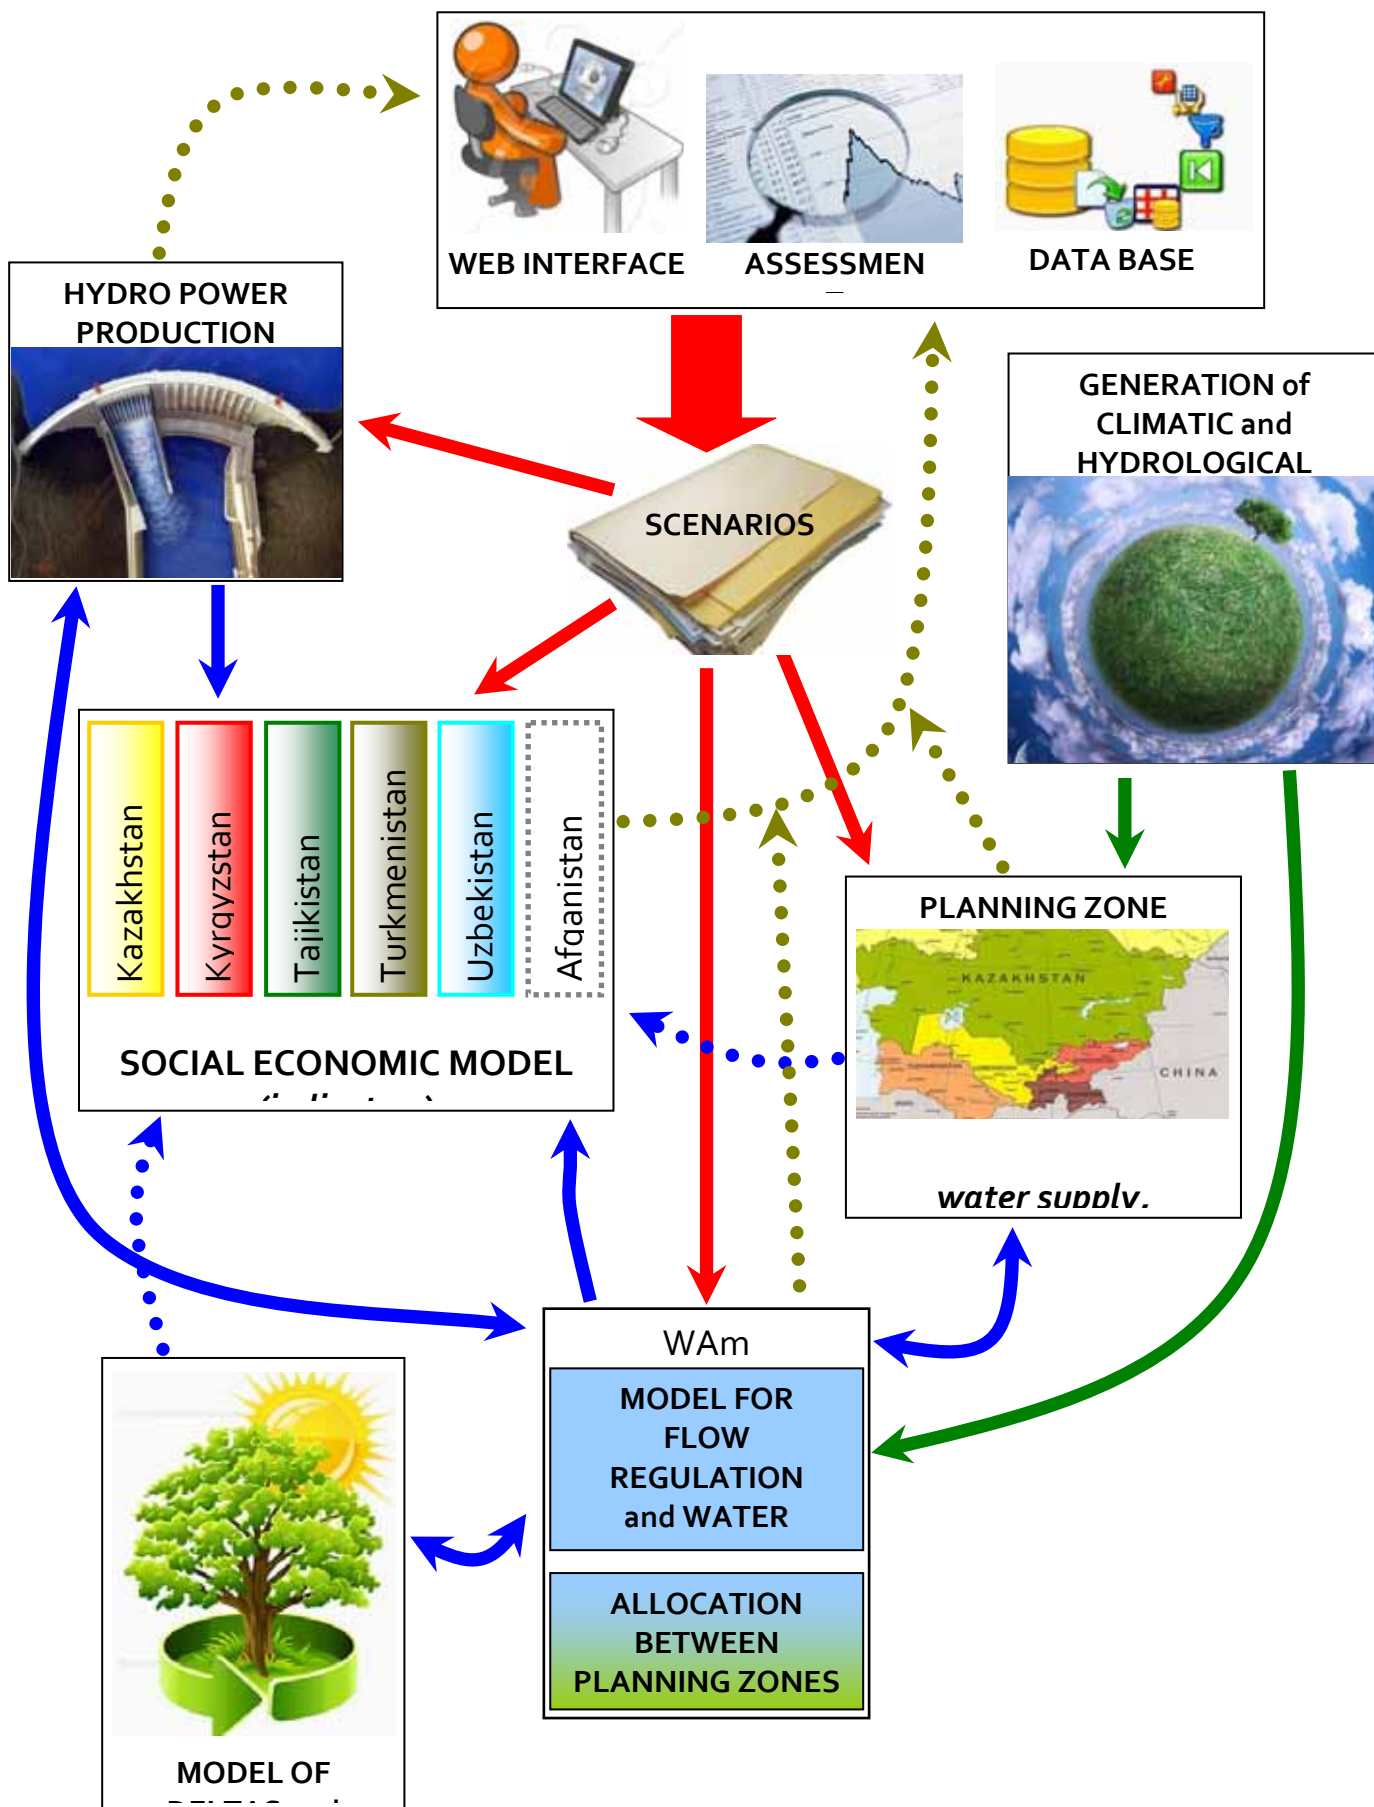 WEB INTERFACE
ASSESSMEN
DATA BASE
HYDRO POWER
PRODUCTION
GENERATION of
CLIMATIC and
HYDROLOGICAL
SCENARIOS
Kazakhstan
Kyrgyzstan
Tajikistan
Turkmenistan
Uzbekistan
Afganistan
SOCIAL ECONOMIC MODEL
PLANNING ZONE
KAZAKHSTAN
CHINA
water supply,
WAm
MODEL FOR
FLOW
REGULATION
and WATER
ALLOCATION
BETWEEN
PLANNING ZONES
MODEL OF